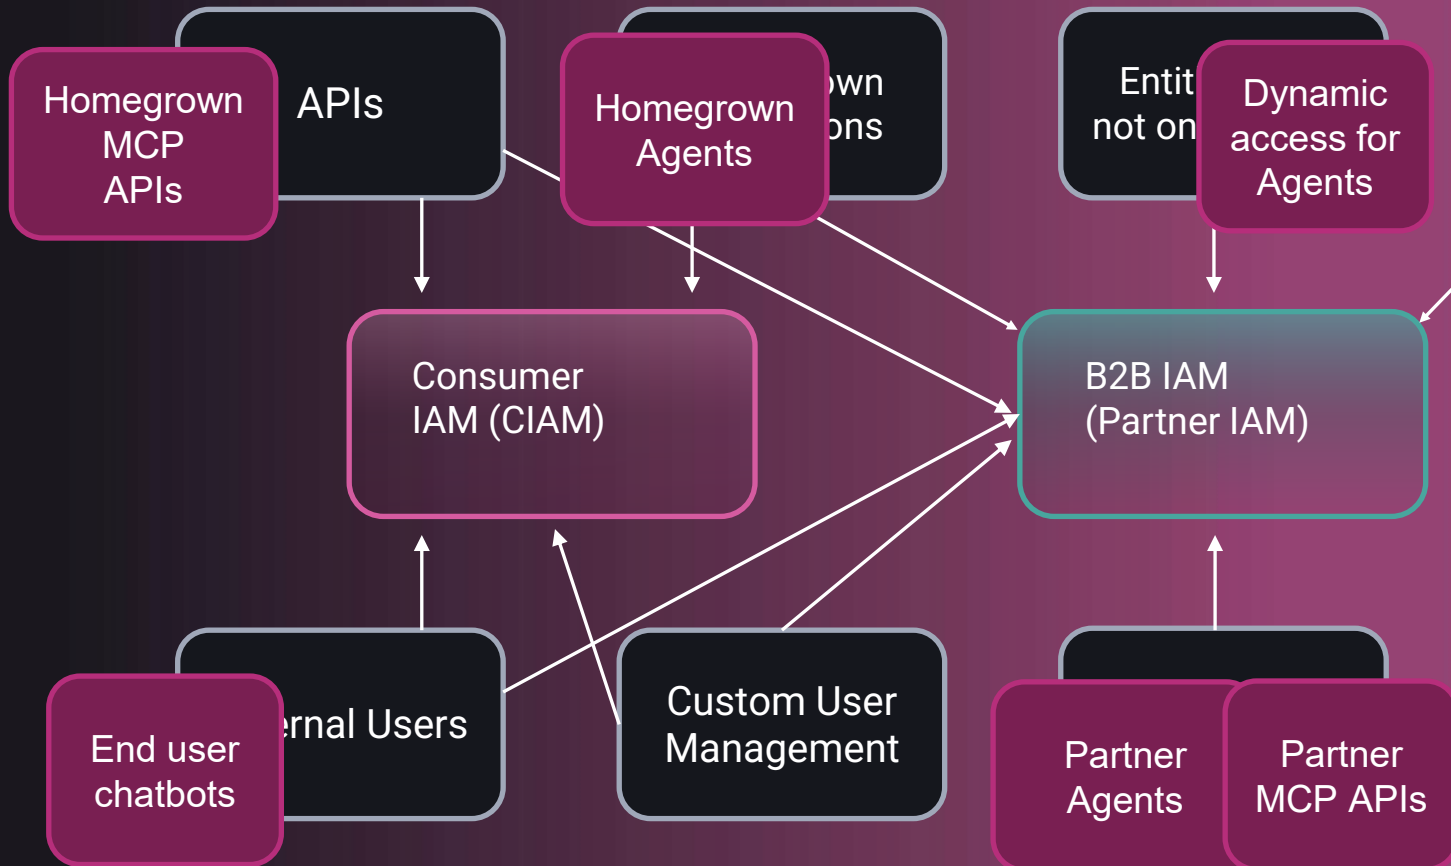 Homegrown
MCP
APIs
APIs
Homegrown
Agents
Dynamic
access for
Agents
Consumer
IAM (CIAM)
B2B IAM
(Partner IAM)
End user
chatbots
Users
Custom User
Management
Partner
Agents
Partner
MCP APIs